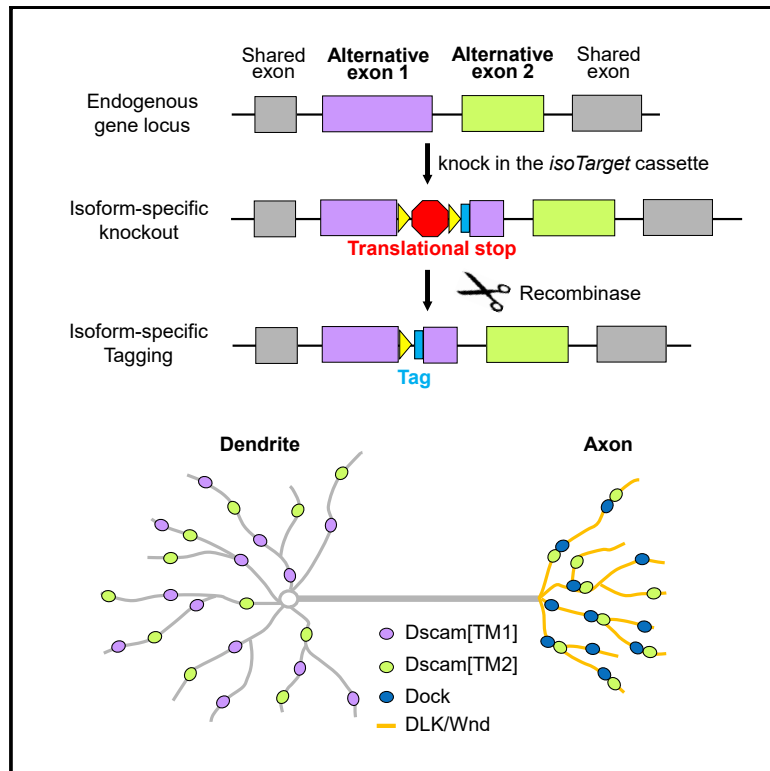 Shared
exon
Alternative
exon 1
Alternative
exon 2
Shared
exon
Endogenous
gene locus
knock in the isoTarget cassette
Isoform-specific
knockout
Translational stop
Recombinase
Isoform-specific
Tagging
Tag
Dendrite
Axon
Dscam[TM1]
Dscam[TM2]
Dock
DLK/Wnd